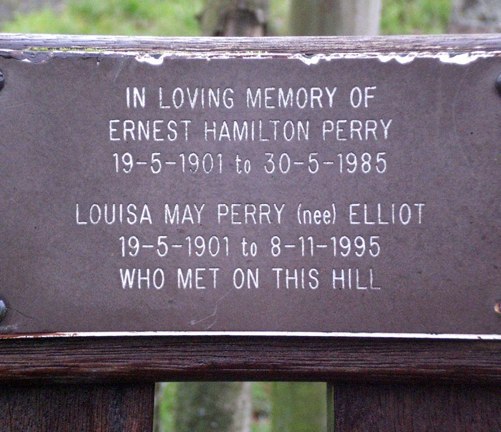 IN LOVING MEMORY OF
ERNEST HAMILTON PERRY
19-5-1901 to 30-5-1985
LOUISA MAY PERRY (nee) ELLIOT
19-5-1901 to 8-11-1995
WHO MET ON THIS HILL